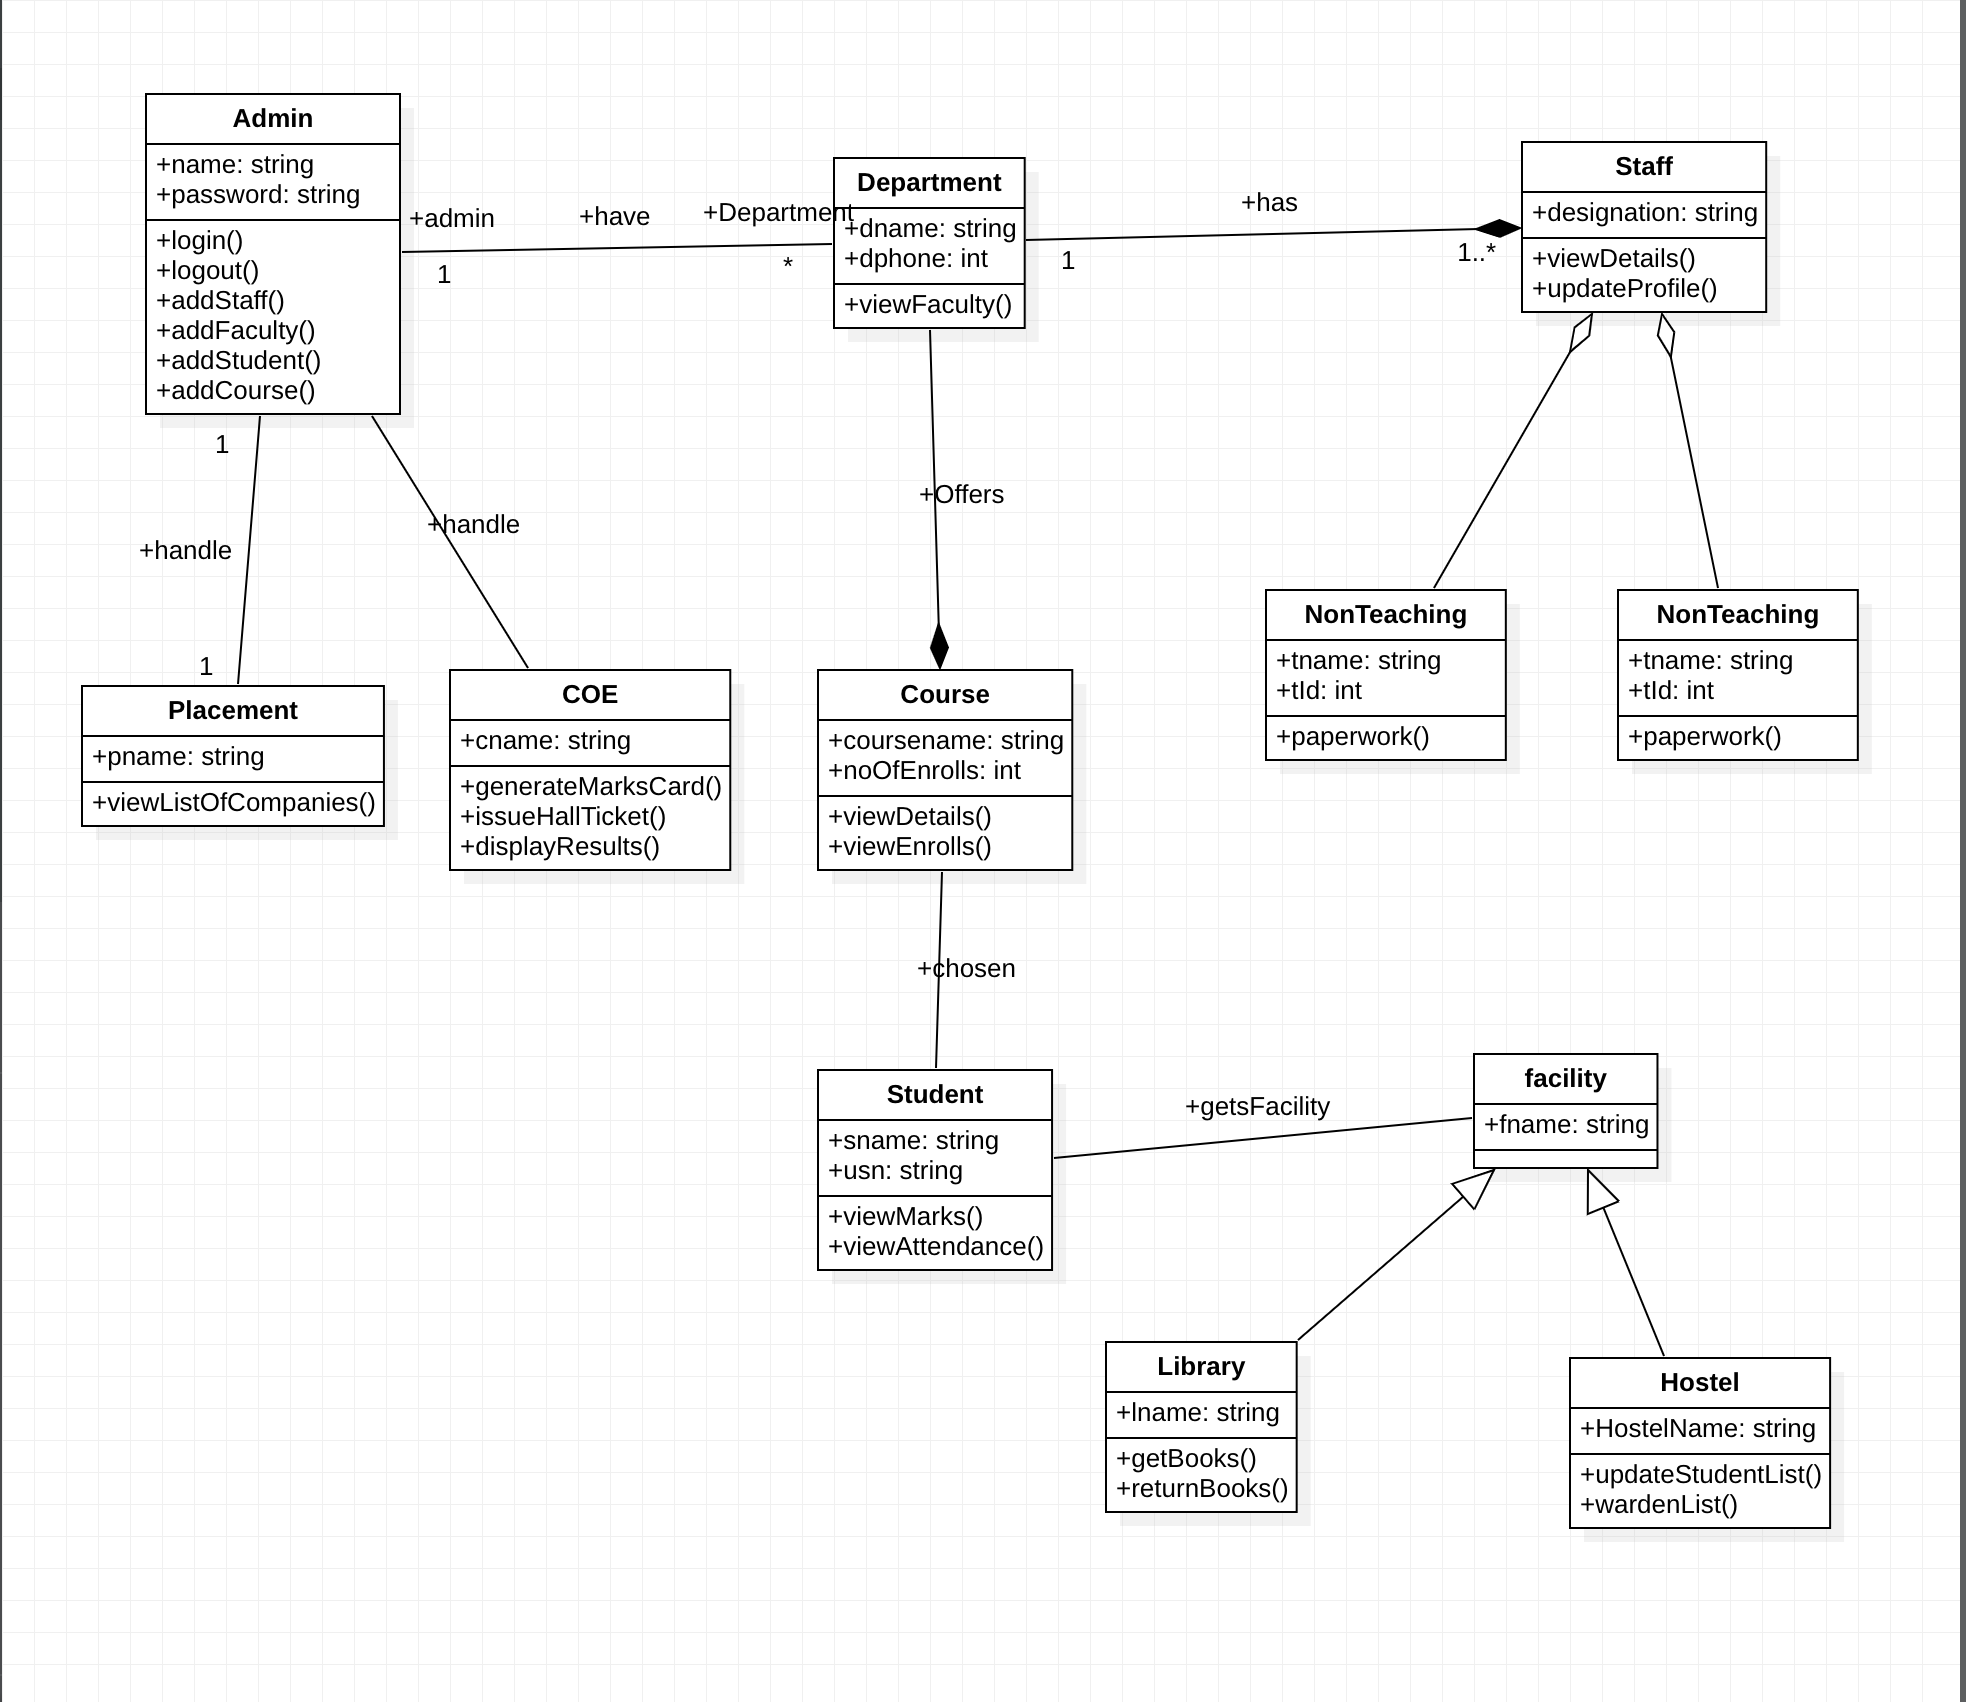 Admin
+name: string
+password: string
+login()
+logout()
+addStaff()
+addFaculty()
+addStudent()
+addCourse()
+admin
+have
+Department
1
*
Department
+dname: string
+dphone: int
+viewFaculty()
+has
1
1..*
Staff
+designation: string
+viewDetails()
+updateProfile()
1
+handle
1
+handle
+Offers
NonTeaching
+tname: string
+tId: int
+paperwork()
NonTeaching
+tname: string
+tId: int
+paperwork()
Placement
+pname: string
+viewListOfCompanies()
COE
+cname: string
+generateMarksCard()
+issueHallTicket()
+displayResults()
Course
+coursename: string
+noOfEnrolls: int
+viewDetails()
+viewEnrolls()
+chosen
Student
+sname: string
+usn: string
+viewMarks()
+viewAttendance()
+getsFacility
facility
+fname: string
Library
+lname: string
+getBooks()
+returnBooks()
Hostel
+HostelName: string
+updateStudentList()
+wardenList()